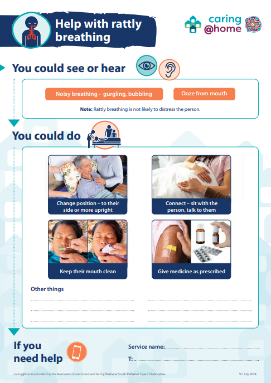 Help with rattly
breathing
caring
@home
You could see or hear
Noisy breathing – gurgling, bubbling
Ooze from mouth
Note: Rattly breathing is not likely to distress the person.
You could do
Change position – to their
side or more upright
Connect – sit with the
person, talk to them
Keep their mouth clean
Give medicine as prescribed
Other things
If you
need help
Service name:
T: